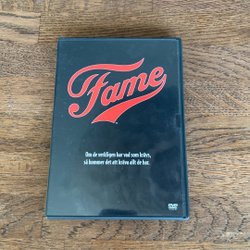 Fame
Om de verkligen har vad som krävs,
så kommer det att kräva allt de har.
DVD